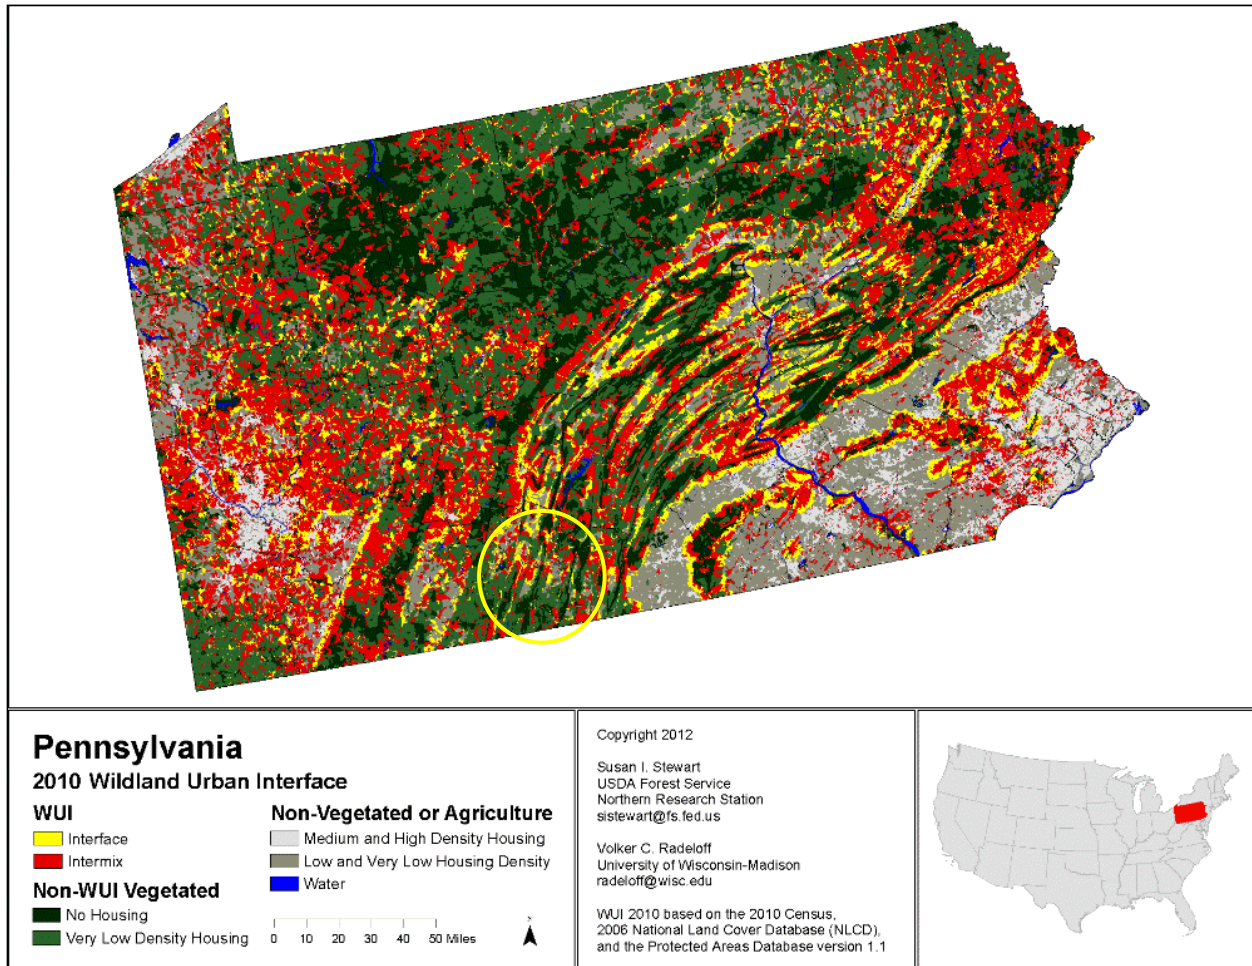 Pennsylvania
2010 Wildland Urban Interface
WUI
Interface
Intermix
Non-WUI Vegetated
No Housing
Very Low Density Housing
Non-Vegetated or Agriculture
Medium and High Density Housing
Low and Very Low Housing Density
Water
0 10 20 30 40 50 Miles
N
Copyright 2012
Susan I. Stewart
USDA Forest Service
Northern Research Station
sistewart@fs.fed.us
Volker C. Radeloff
University of Wisconsin-Madison
radeloff@wisc.edu
WUI 2010 based on the 2010 Census,
2006 National Land Cover Database (NLCD),
and the Protected Areas Database version 1.1